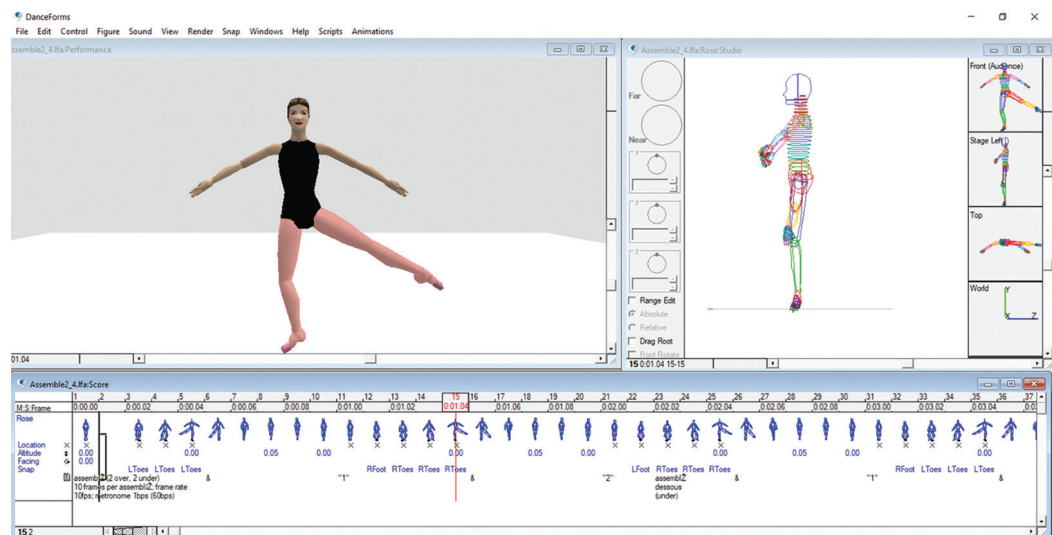 DanceForms
File Edit Control Figure Sound View Render Snap Windows Help Scripts Animations
Assemble2_4.lfa:Performance
Assemble2_4.lfa:Rose:Studio
Far
Near
x
y
z
Range Edit
Absolute
Relative
Drag Root
Root Rotate
Front (Audience)
Stage Left
Top
World
Y
X Z
01.04
15 0:01.04 15-15
Assemble2_4.lfa:Score
1 2 3 4 5 6 7 8 9 10 11 12 13 14 15 16 17 18 19 20 21 22 23 24 25 26 27 28 29 30 31 32 33 34 35 36 37
M:S.Frame 0:00.00 0:00.02 0:00.04 0:00.06 0:00.08 0:01.00 0:01.02 0:01.04 0:01.06 0:01.08 0:02.00 0:02.02 0:02.04 0:02.06 0:02.08 0:03.00 0:03.02 0:03.04
Rose
Location
Altitude 0.00 0.00 0.05 0.00 0.00 0.05 0.00 0.00 0.05 0.00 0.00
Facing 0.00
Snap LToes LToes LToes RFoot RToes RToes RToes LFoot RToes RToes RToes RFoot LToes LToes LToes
assemblŽ (2 over, 2 under) & "1" & "2" assemblŽ & "1" &
10 frames per assemblŽ; frame rate dessous
10fps; metronome 1bps (60bps) (under)
15 2